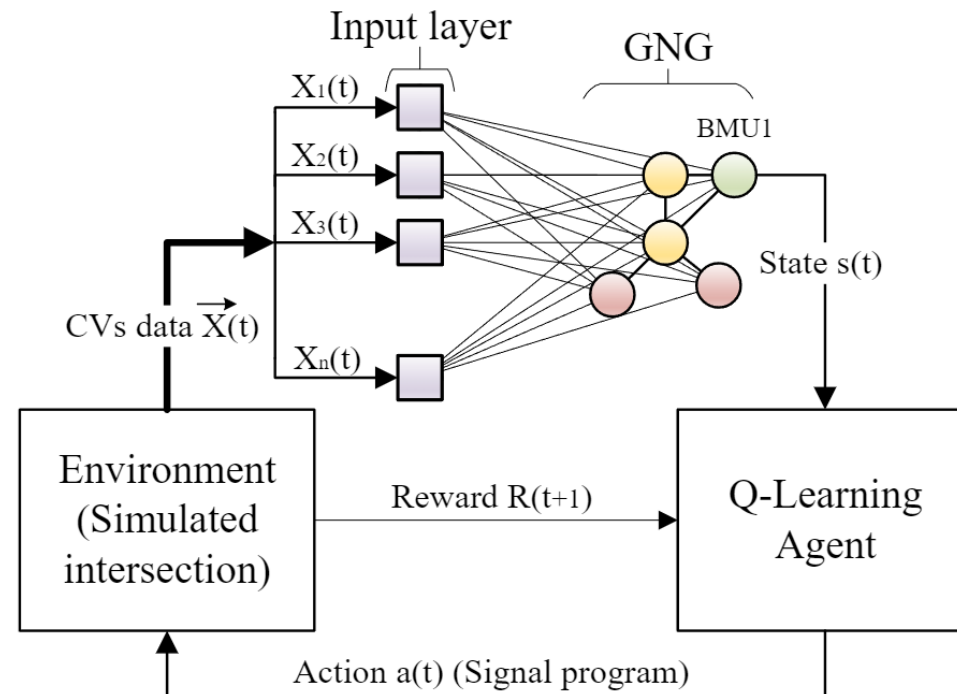 Input layer
GNG
X₁(t)
BMU1
X₂(t)
X₃(t)
State s(t)
CVs data X⃗(t)
Xₙ(t)
Environment
(Simulated
intersection)
Reward R(t+1)
Q-Learning
Agent
Action a(t) (Signal program)